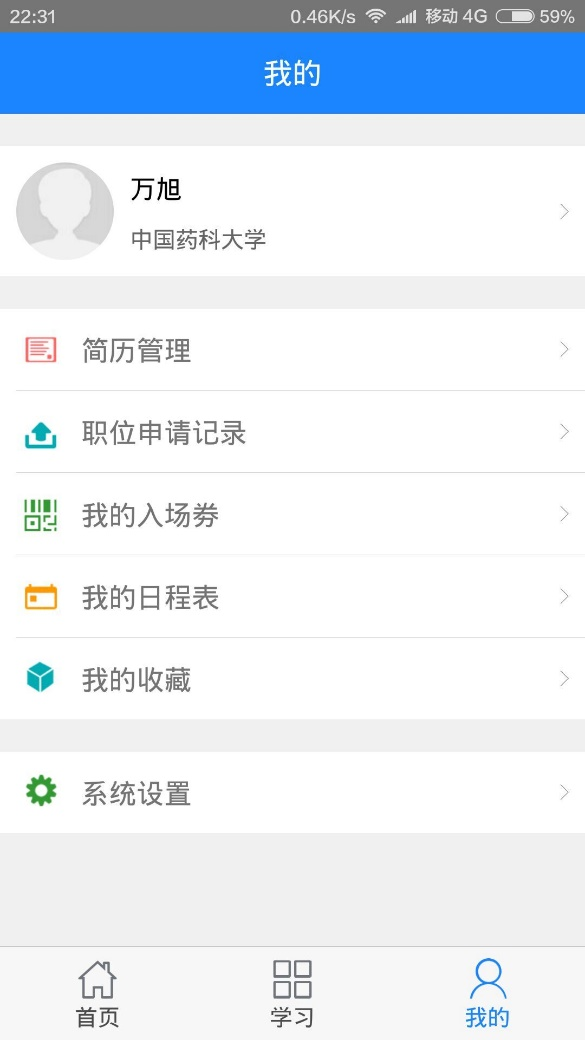 22:31 0.46K/s 移动 4G 59%
我的
万旭
中国药科大学
简历管理
职位申请记录
我的入场券
我的日程表
我的收藏
系统设置
首页 学习 我的